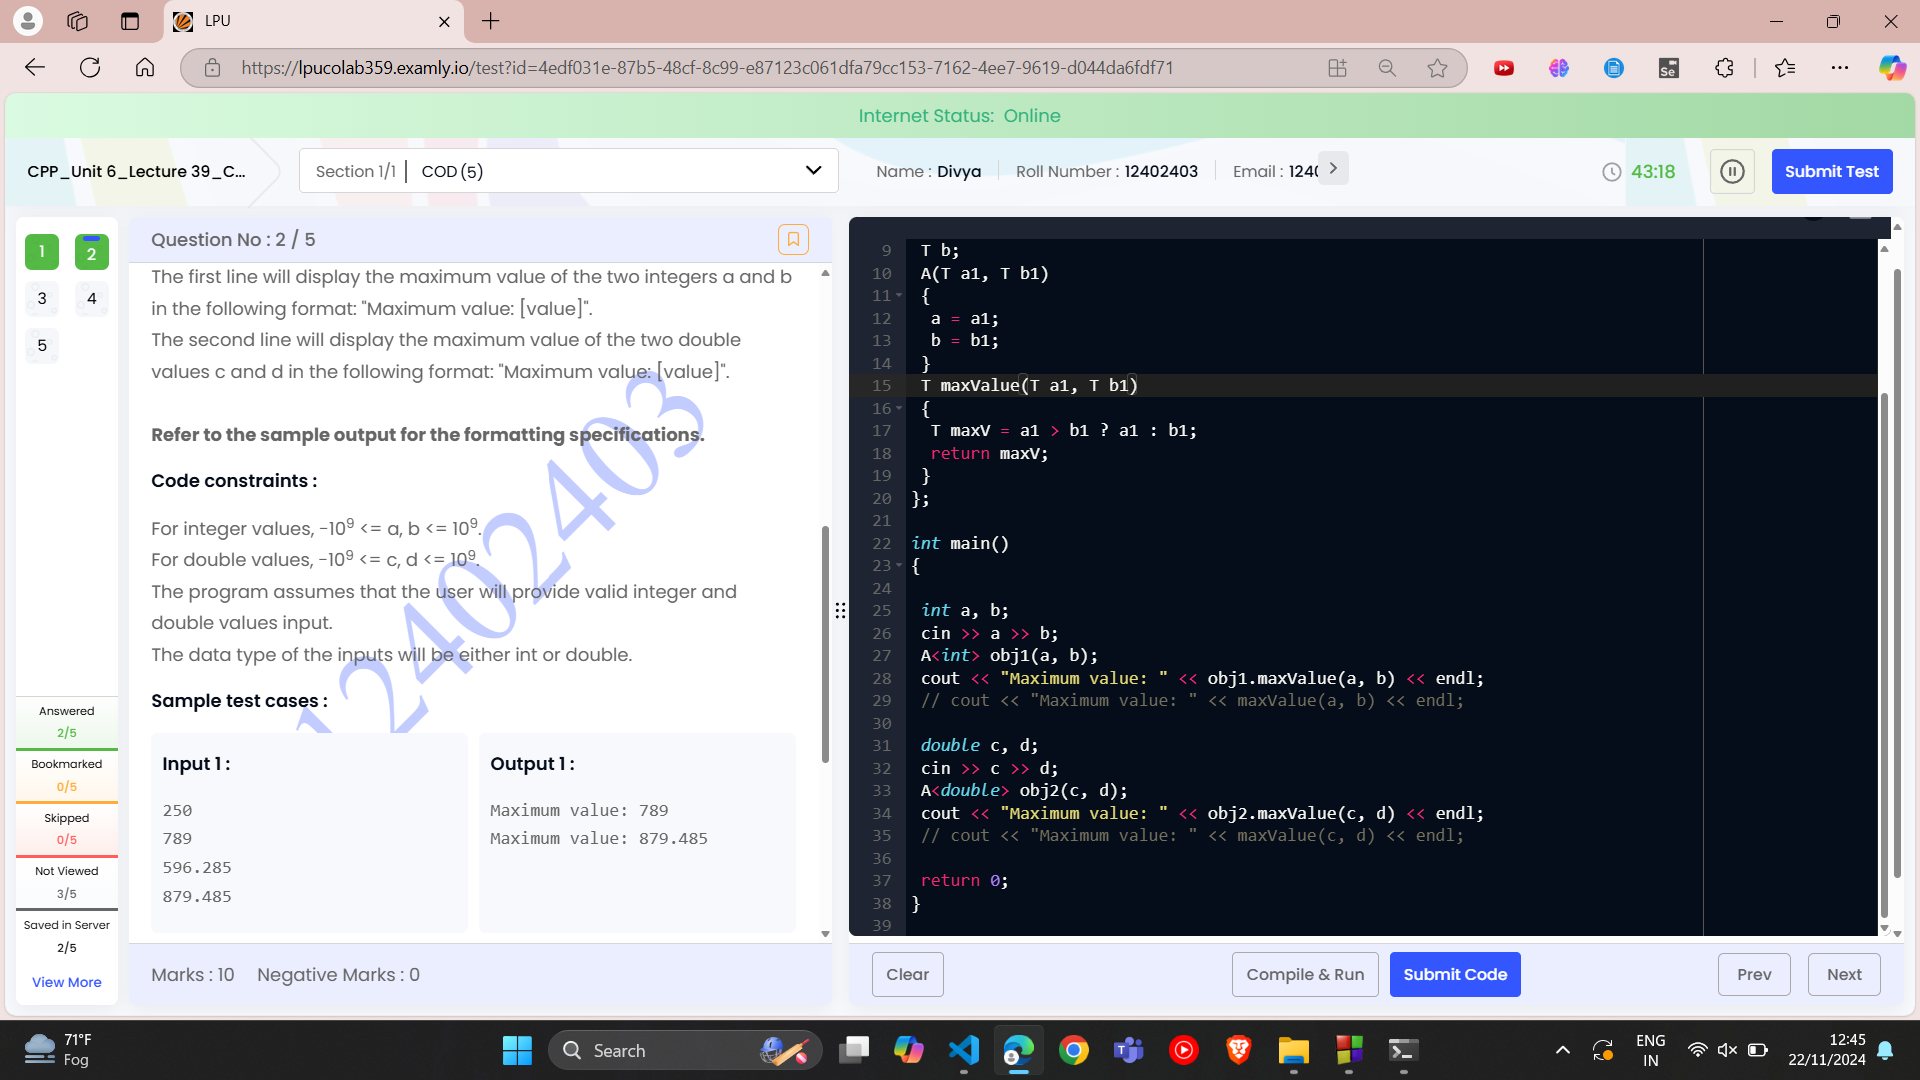 LPU
https://lpucolab359.examly.io/test?id=4edf031e-87b5-48cf-8c99-e87123c061dfa79cc153-7162-4ee7-9619-d044da6fdf71
Internet Status: Online
CPP_Unit 6_Lecture 39_C...
Section 1/1 | COD (5)
Name : Divya
Roll Number : 12402403
Email : 1240
43:18
Submit Test
1
2
3
4
5
Answered
2/5
Bookmarked
0/5
Skipped
0/5
Not Viewed
3/5
Saved in Server
2/5
View More
Question No : 2 / 5
The first line will display the maximum value of the two integers a and b
in the following format: "Maximum value: [value]".
The second line will display the maximum value of the two double
values c and d in the following format: "Maximum value: [value]".
Refer to the sample output for the formatting specifications.
Code constraints :
For integer values, -10⁹ <= a, b <= 10⁹.
For double values, -10⁹ <= c, d <= 10⁹.
The program assumes that the user will provide valid integer and
double values input.
The data type of the inputs will be either int or double.
Sample test cases :
12402403
Input 1 :
250
789
596.285
879.485
Output 1 :
Maximum value: 789
Maximum value: 879.485
Marks : 10 Negative Marks : 0
9 T b;
10 A(T a1, T b1)
11 {
12 a = a1;
13 b = b1;
14 }
15 T maxValue(T a1, T b1)
16 {
17 T maxV = a1 > b1 ? a1 : b1;
18 return maxV;
19 }
20 };
21
22 int main()
23 {
24
25 int a, b;
26 cin >> a >> b;
27 A<int> obj1(a, b);
28 cout << "Maximum value: " << obj1.maxValue(a, b) << endl;
29 // cout << "Maximum value: " << maxValue(a, b) << endl;
30
31 double c, d;
32 cin >> c >> d;
33 A<double> obj2(c, d);
34 cout << "Maximum value: " << obj2.maxValue(c, d) << endl;
35 // cout << "Maximum value: " << maxValue(c, d) << endl;
36
37 return 0;
38 }
39
Clear
Compile & Run
Submit Code
Prev
Next
71°F
Fog
Search
ENG
IN
12:45
22/11/2024